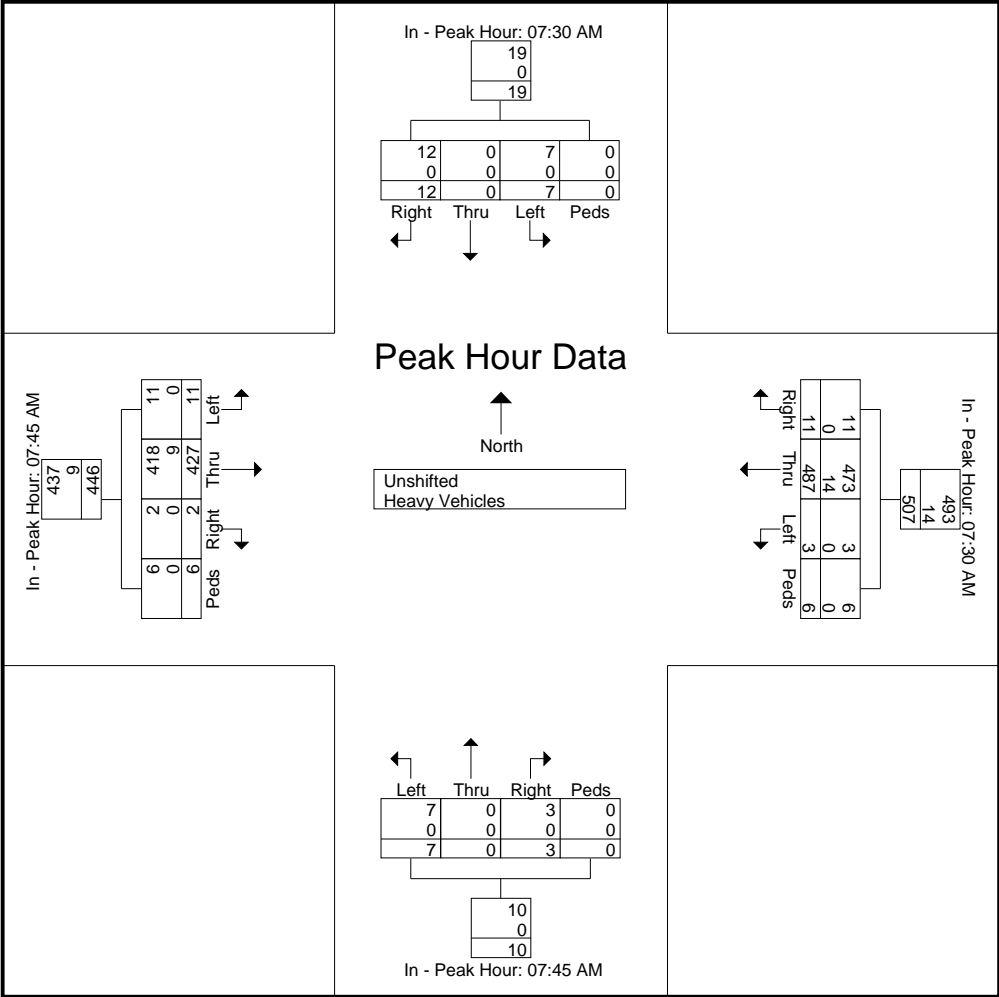 In - Peak Hour: 07:30 AM
19
0
19
12 0 7 0
0 0 0 0
12 0 7 0
Right Thru Left Peds
Peak Hour Data
North
Unshifted
Heavy Vehicles
In - Peak Hour: 07:45 AM
437
9
446
11 0 11 Left
418 9 427 Thru
2 0 2 Right
6 0 6 Peds
Right 11 0 11
Thru 487 14 473
Left 3 0 3
Peds 6 0 6
493
14
507
In - Peak Hour: 07:30 AM
Left Thru Right Peds
7 0 3 0
0 0 0 0
7 0 3 0
10
0
10
In - Peak Hour: 07:45 AM